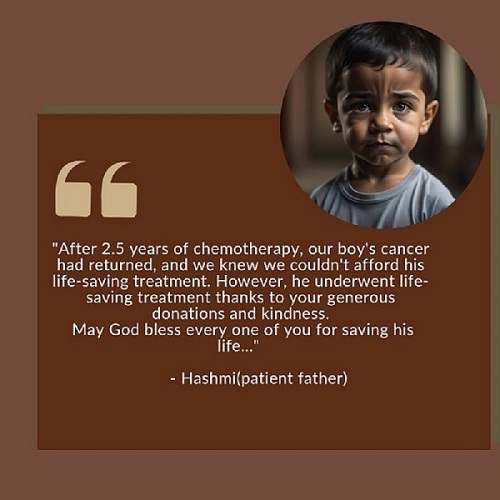 "After 2.5 years of chemotherapy, our boy's cancer
had returned, and we knew we couldn't afford his
life-saving treatment. However, he underwent life-
saving treatment thanks to your generous
donations and kindness.
May God bless every one of you for saving his
life..."
- Hashmi(patient father)